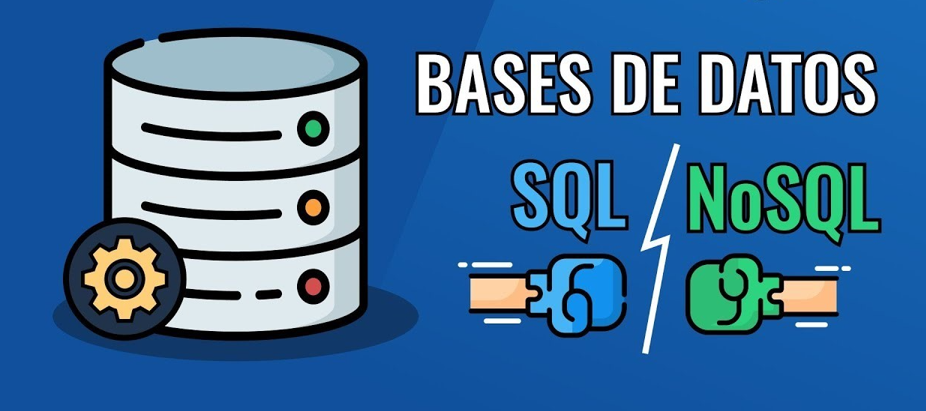 BASES DE DATOS
SQL
NoSQL